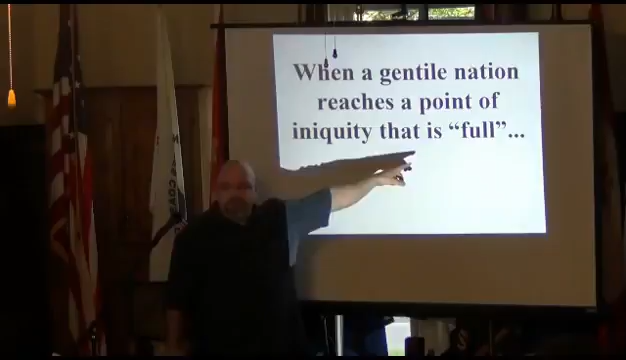 When a gentile nation
reaches a point of
iniquity that is “full”...